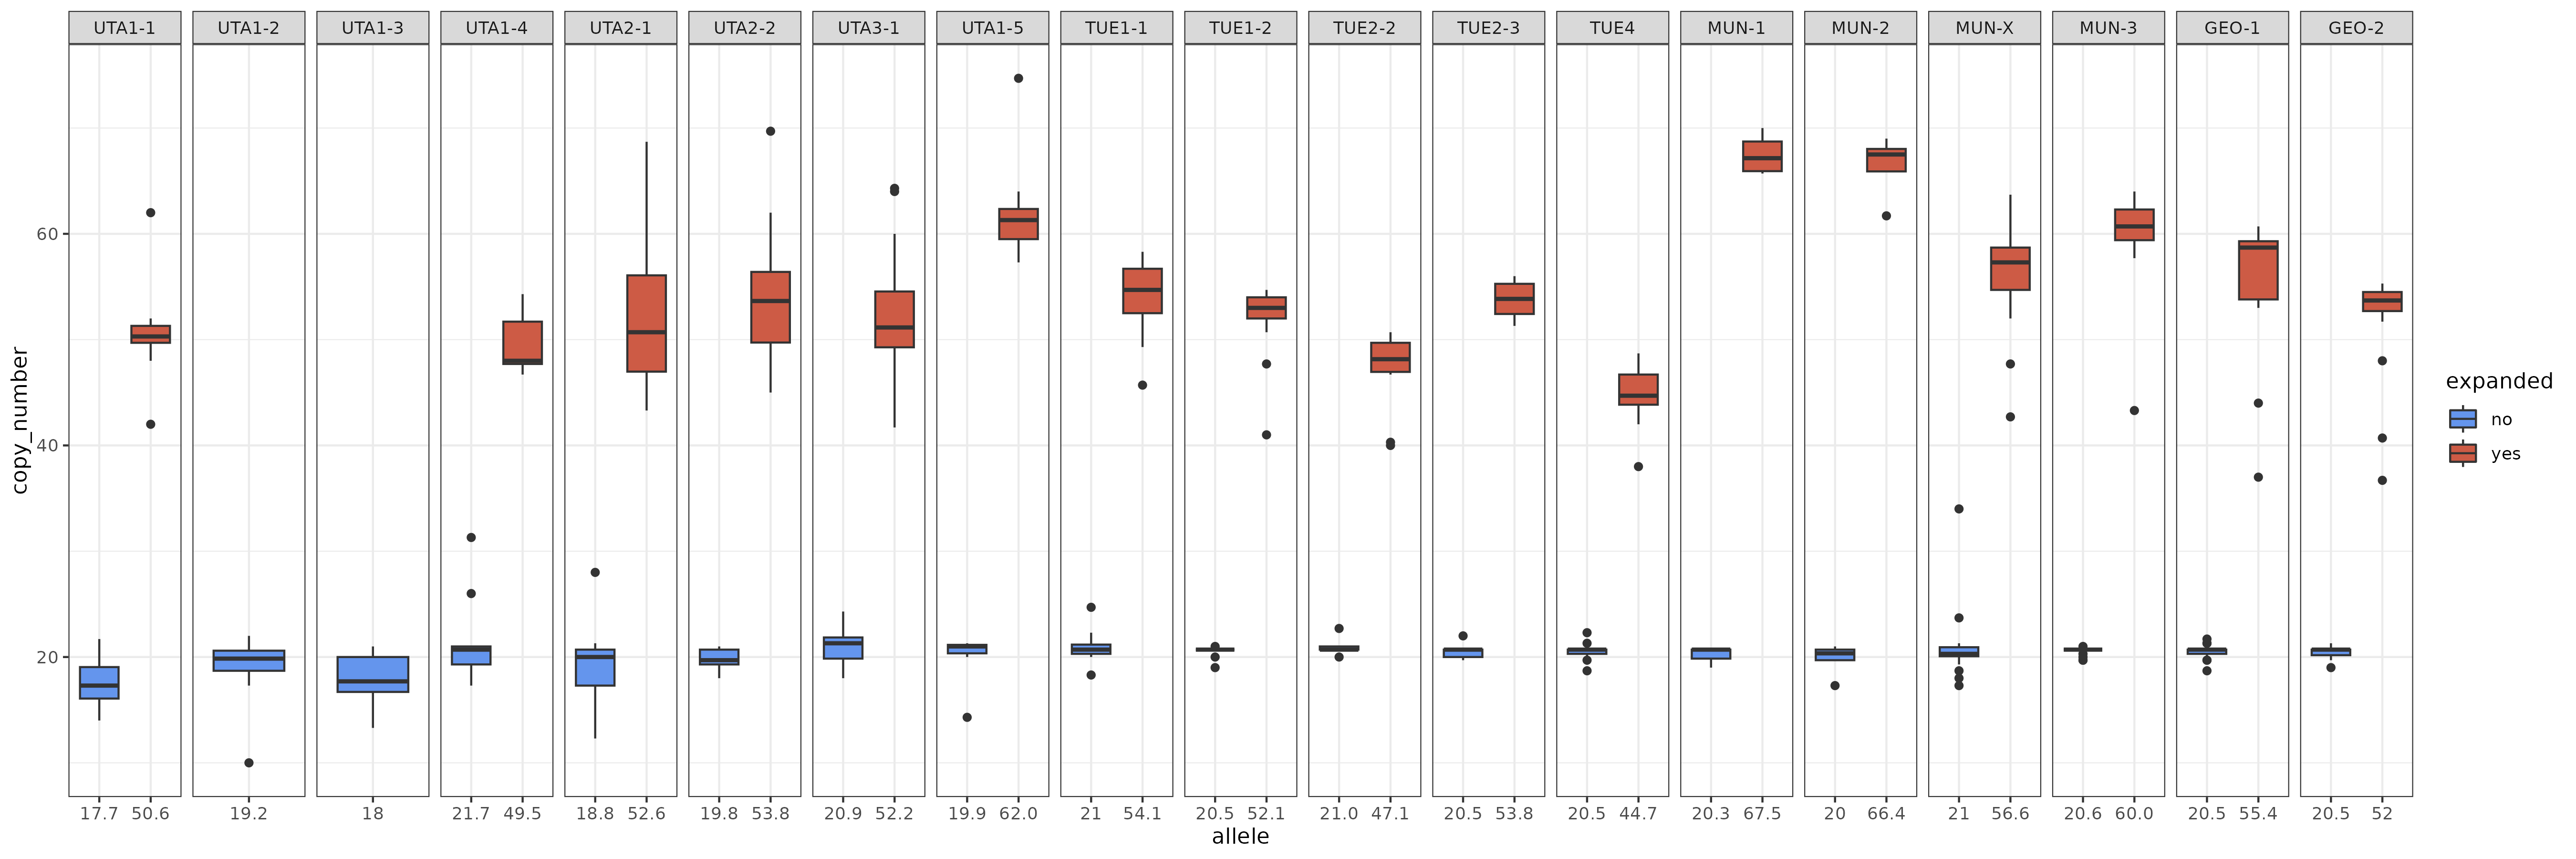 UTA1-1 UTA1-2 UTA1-3 UTA1-4 UTA2-1 UTA2-2 UTA3-1 UTA1-5 TUE1-1 TUE1-2 TUE2-2 TUE2-3 TUE4 MUN-1 MUN-2 MUN-X MUN-3 GEO-1 GEO-2
copy_number
60
40
20
17.7 50.6 19.2 18 21.7 49.5 18.8 52.6 19.8 53.8 20.9 52.2 19.9 62.0 21 54.1 20.5 52.1 21.0 47.1 20.5 53.8 20.5 44.7 20.3 67.5 20 66.4 21 56.6 20.6 60.0 20.5 55.4 20.5 52
allele
expanded
no
yes